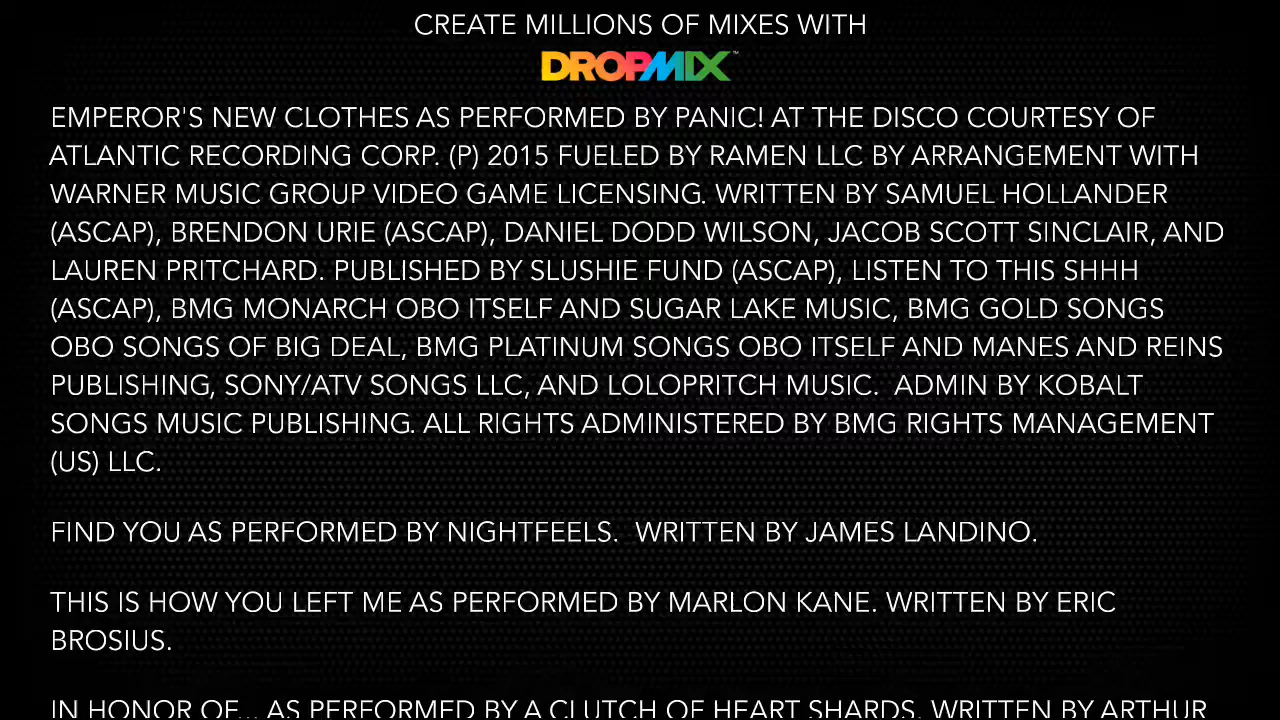 CREATE MILLIONS OF MIXES WITH
DROPMIX™
EMPEROR'S NEW CLOTHES AS PERFORMED BY PANIC! AT THE DISCO COURTESY OF
ATLANTIC RECORDING CORP. (P) 2015 FUELED BY RAMEN LLC BY ARRANGEMENT WITH
WARNER MUSIC GROUP VIDEO GAME LICENSING. WRITTEN BY SAMUEL HOLLANDER
(ASCAP), BRENDON URIE (ASCAP), DANIEL DODD WILSON, JACOB SCOTT SINCLAIR, AND
LAUREN PRITCHARD. PUBLISHED BY SLUSHIE FUND (ASCAP), LISTEN TO THIS SHHH
(ASCAP), BMG MONARCH OBO ITSELF AND SUGAR LAKE MUSIC, BMG GOLD SONGS
OBO SONGS OF BIG DEAL, BMG PLATINUM SONGS OBO ITSELF AND MANES AND REINS
PUBLISHING, SONY/ATV SONGS LLC, AND LOLOPRITCH MUSIC.  ADMIN BY KOBALT
SONGS MUSIC PUBLISHING. ALL RIGHTS ADMINISTERED BY BMG RIGHTS MANAGEMENT
(US) LLC.
FIND YOU AS PERFORMED BY NIGHTFEELS.  WRITTEN BY JAMES LANDINO.
THIS IS HOW YOU LEFT ME AS PERFORMED BY MARLON KANE. WRITTEN BY ERIC
BROSIUS.
IN HONOR OF... AS PERFORMED BY A CLUTCH OF HEART SHARDS. WRITTEN BY ARTHUR